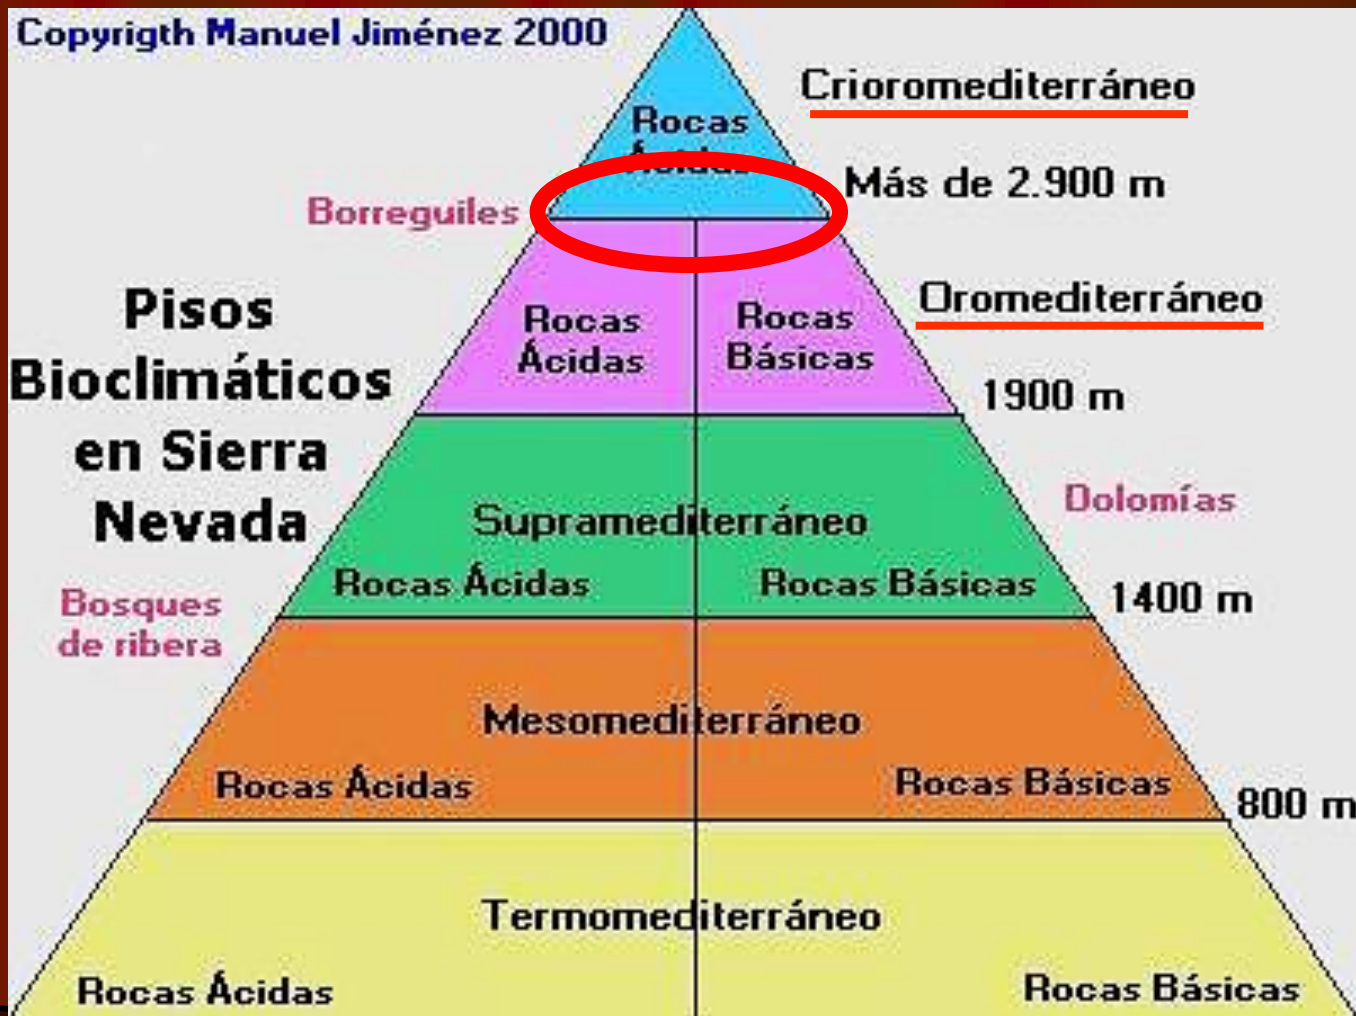 Copyrigth Manuel Jiménez 2000
Crioromediterráneo
Rocas
Ácidas
Más de 2.900 m
Borreguiles
Pisos
Bioclimáticos
en Sierra
Nevada
Oromediterráneo
Rocas
Ácidas
Rocas
Básicas
1900 m
Dolomías
Supramediterráneo
Rocas Ácidas
Rocas Básicas
1400 m
Bosques
de ribera
Mesomediterráneo
Rocas Ácidas
Rocas Básicas
800 m
Termomediterráneo
Rocas Ácidas
Rocas Básicas